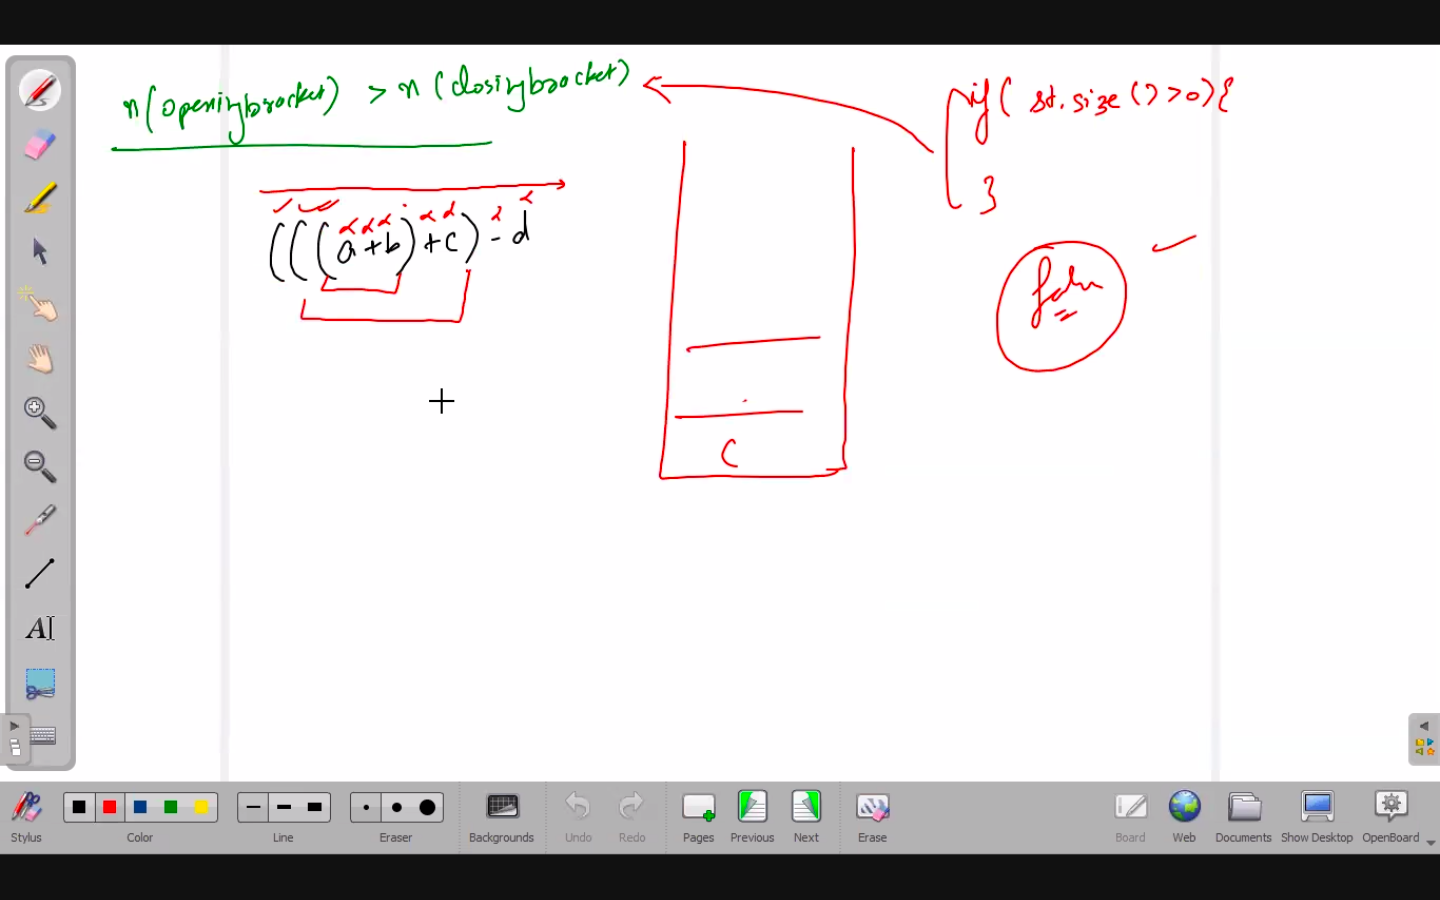 n(openingbracket) > n(closingbracket)
if( st.size()>0){
}
(((a+b)+c)-d
false
(
A
Stylus
Color
Line
Eraser
Backgrounds
Undo
Redo
Pages
Previous
Next
Erase
Board
Web
Documents
Show Desktop
OpenBoard